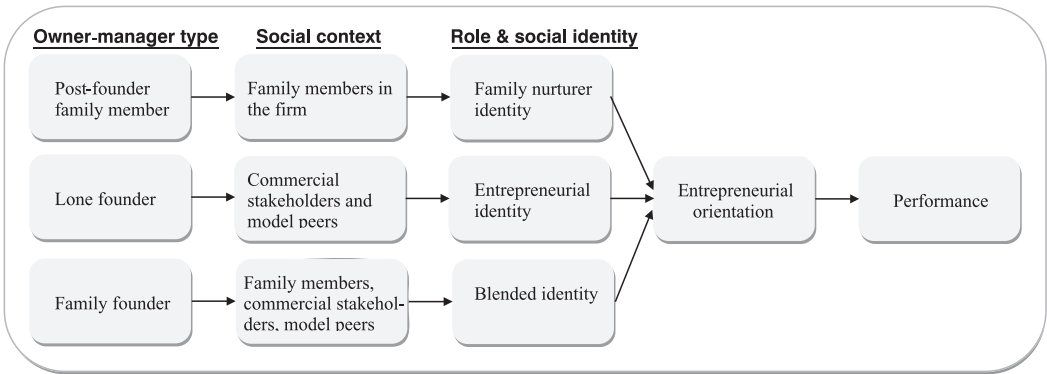 Owner-manager type
Social context
Role & social identity
Post-founder
family member
Family members in
the firm
Family nurturer
identity
Lone founder
Commercial
stakeholders and
model peers
Entrepreneurial
identity
Entrepreneurial
orientation
Performance
Family founder
Family members,
commercial stakehol-
ders, model peers
Blended identity